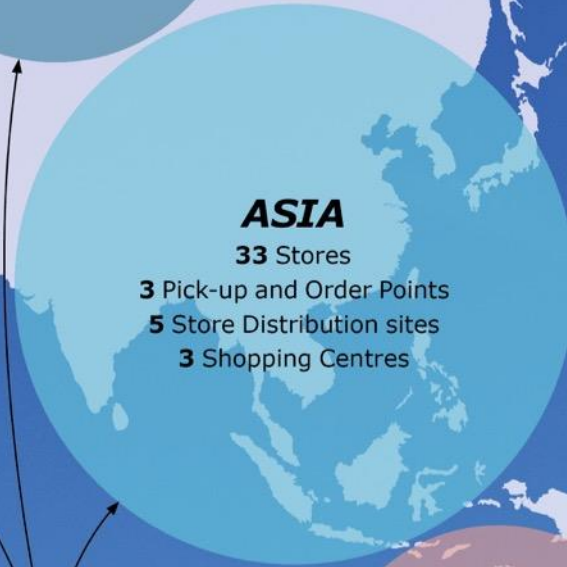 ASIA
33 Stores
3 Pick-up and Order Points
5 Store Distribution sites
3 Shopping Centres